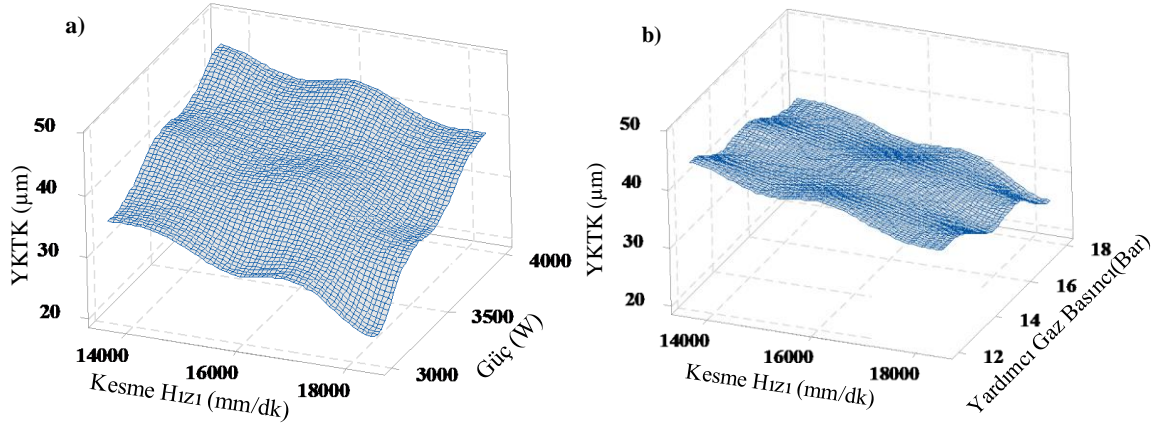 a)
50
40
30
20
YKTK (µm)
14000
16000
18000
Kesme Hızı (mm/dk)
3000
3500
4000
Güç (W)
b)
50
40
30
20
YKTK (µm)
14000
16000
18000
Kesme Hızı (mm/dk)
12
14
16
18
Yardımcı Gaz Basıncı(Bar)